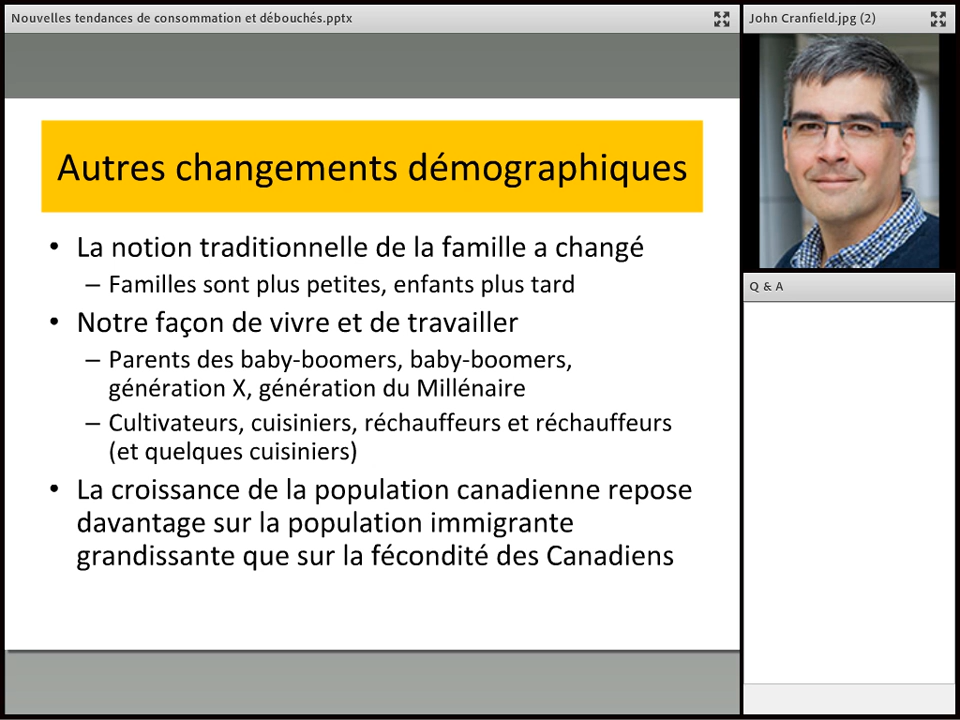 Nouvelles tendances de consommation et débouchés.pptx
John Cranfield.jpg (2)
Autres changements démographiques
• La notion traditionnelle de la famille a changé
– Familles sont plus petites, enfants plus tard
• Notre façon de vivre et de travailler
– Parents des baby-boomers, baby-boomers,
génération X, génération du Millénaire
– Cultivateurs, cuisiniers, réchauffeurs et réchauffeurs
(et quelques cuisiniers)
• La croissance de la population canadienne repose
davantage sur la population immigrante
grandissante que sur la fécondité des Canadiens
Q & A